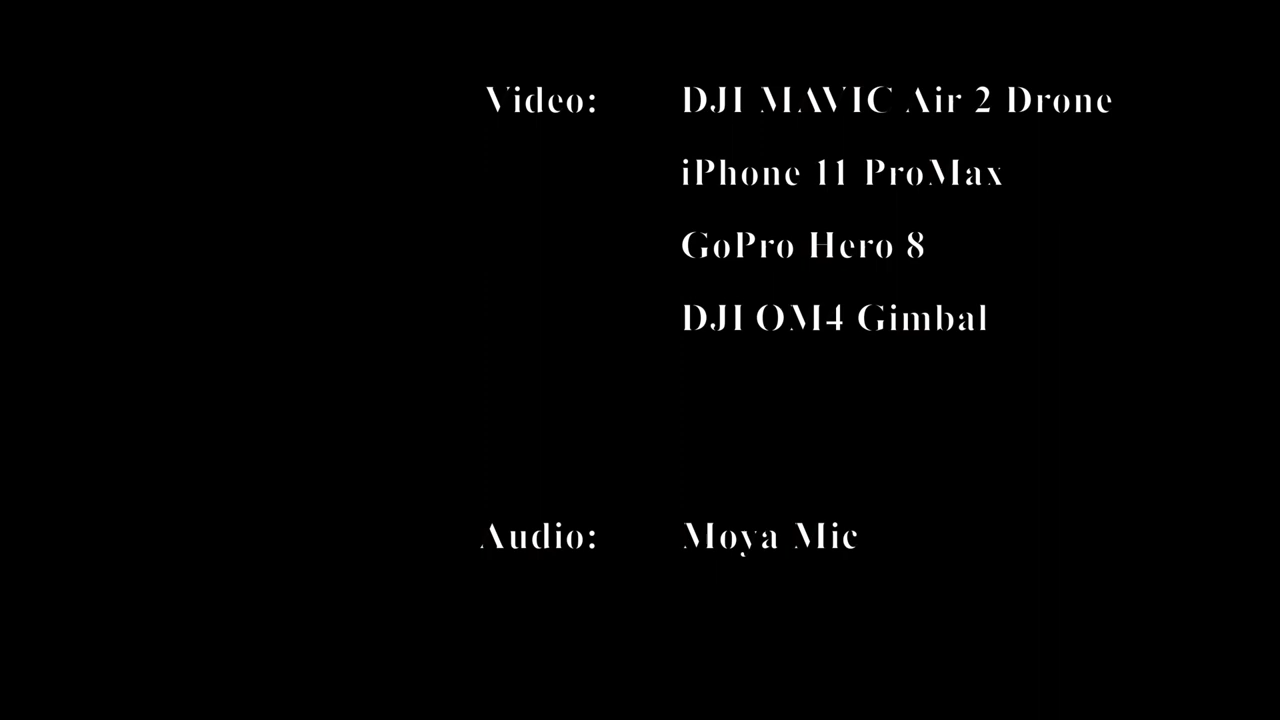 Video: DJI MAVIC Air 2 Drone
iPhone 11 ProMax
GoPro Hero 8
DJI OM4 Gimbal
Audio: Moya Mic